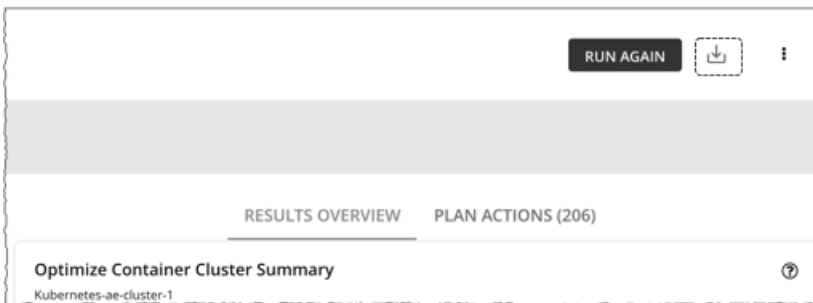 RUN AGAIN
RESULTS OVERVIEW PLAN ACTIONS (206)
Optimize Container Cluster Summary
Kubernetes-ae-cluster-1